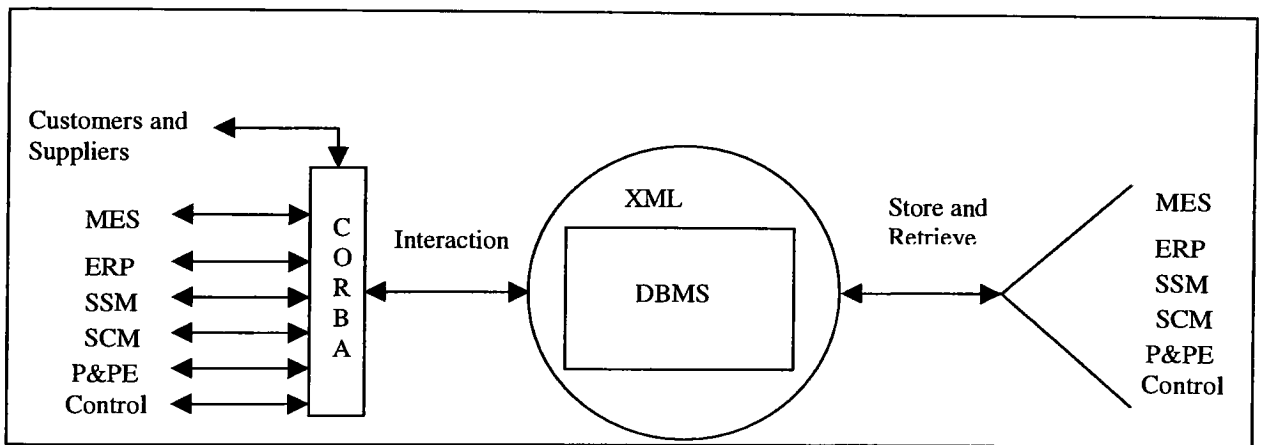 Customers and
Suppliers
MES
ERP
SSM
SCM
P&PE
Control
C
O
R
B
A
Interaction
XML
DBMS
Store and
Retrieve
MES
ERP
SSM
SCM
P&PE
Control